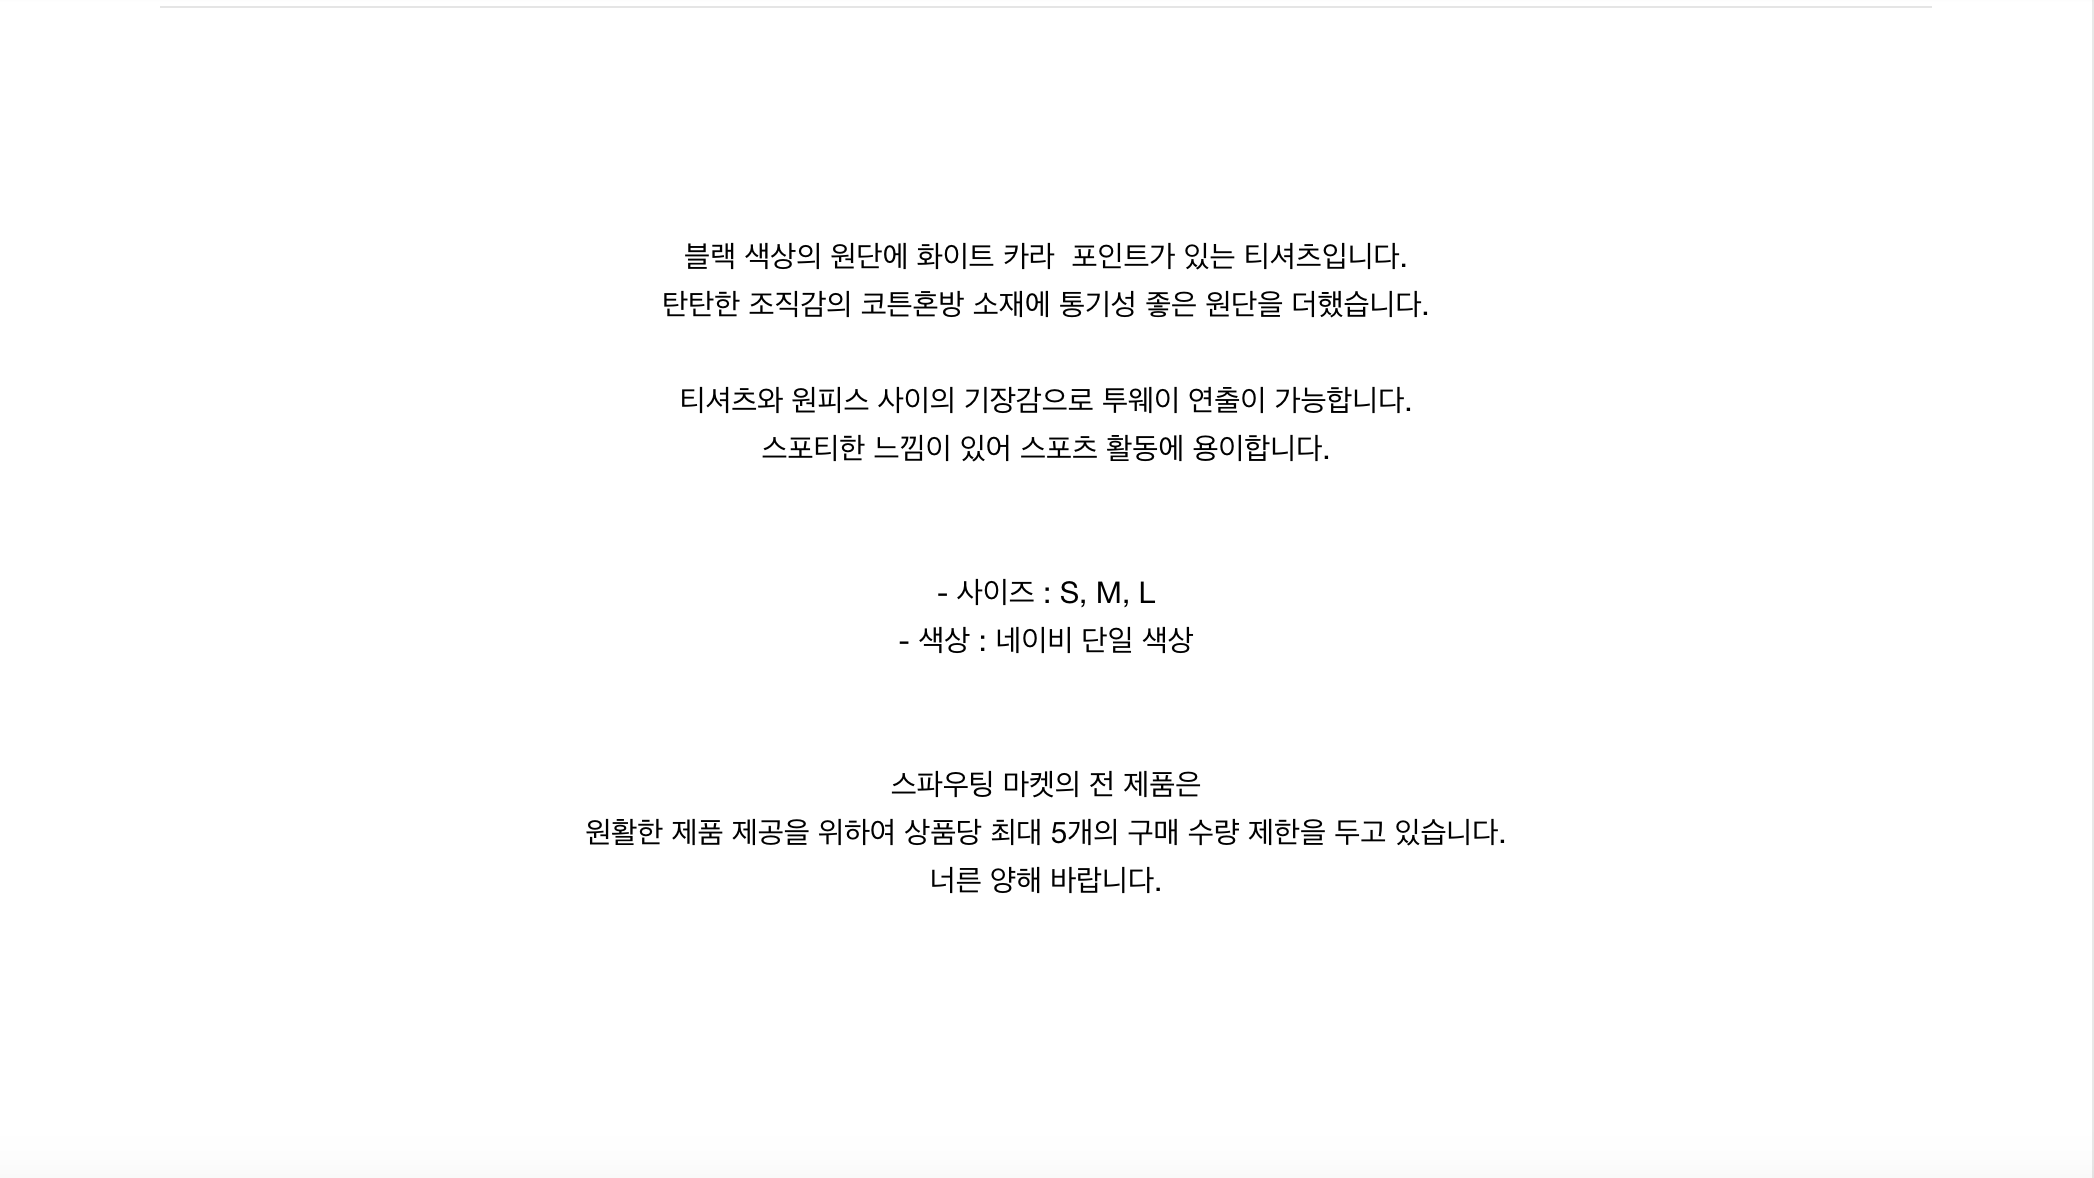 블랙 색상의 원단에 화이트 카라  포인트가 있는 티셔츠입니다.
탄탄한 조직감의 코튼혼방 소재에 통기성 좋은 원단을 더했습니다.
티셔츠와 원피스 사이의 기장감으로 투웨이 연출이 가능합니다.
스포티한 느낌이 있어 스포츠 활동에 용이합니다.
- 사이즈 : S, M, L
- 색상 : 네이비 단일 색상
스파우팅 마켓의 전 제품은
원활한 제품 제공을 위하여 상품당 최대 5개의 구매 수량 제한을 두고 있습니다.
너른 양해 바랍니다.